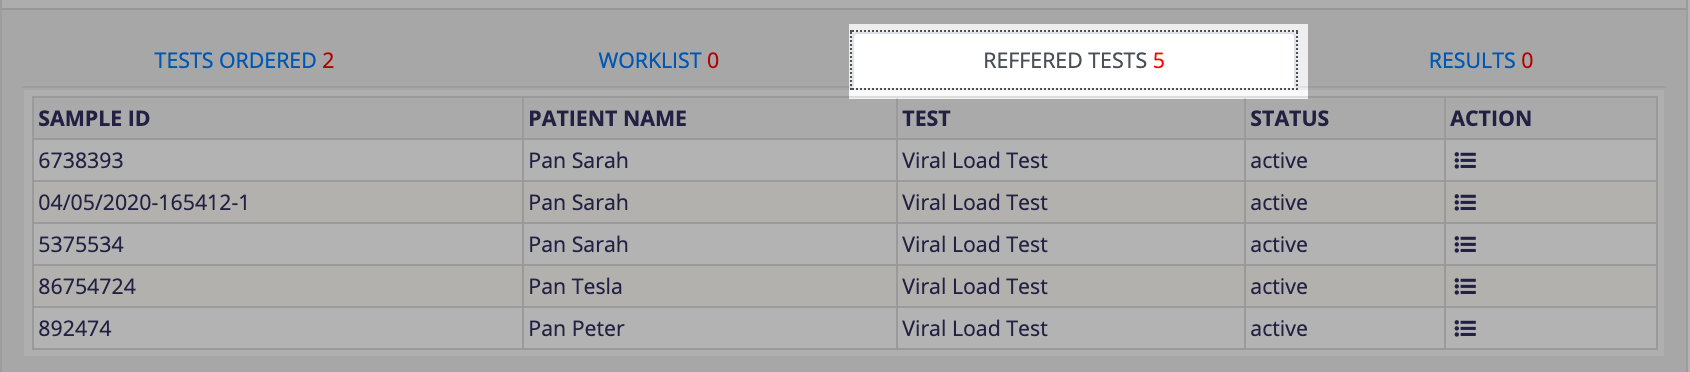 TESTS ORDERED 2 WORKLIST 0 REFFERED TESTS 5 RESULTS 0
SAMPLE ID PATIENT NAME TEST STATUS ACTION
6738393 Pan Sarah Viral Load Test active
04/05/2020-165412-1 Pan Sarah Viral Load Test active
5375534 Pan Sarah Viral Load Test active
86754724 Pan Tesla Viral Load Test active
892474 Pan Peter Viral Load Test active